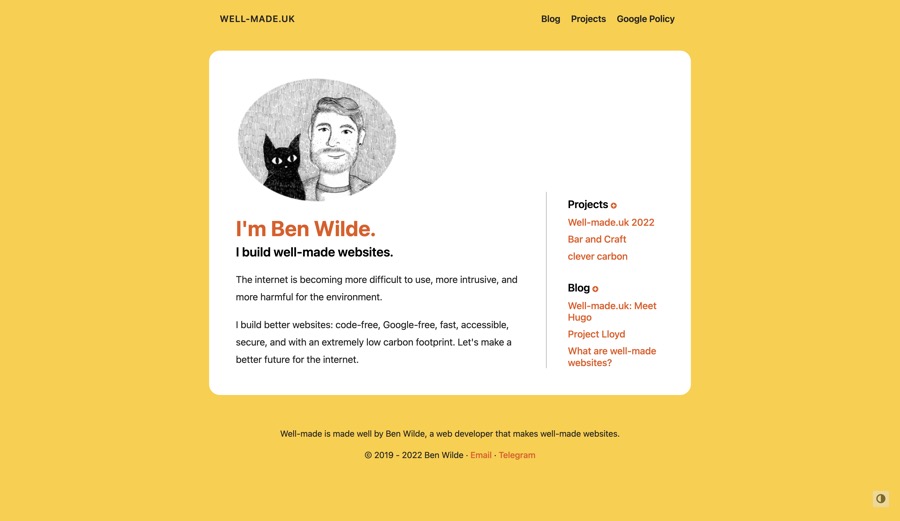 WELL-MADE.UK
Blog Projects Google Policy
I'm Ben Wilde.
I build well-made websites.
The internet is becoming more difficult to use, more intrusive, and
more harmful for the environment.
I build better websites: code-free, Google-free, fast, accessible,
secure, and with an extremely low carbon footprint. Let's make a
better future for the internet.
Projects
Well-made.uk 2022
Bar and Craft
clever carbon
Blog
Well-made.uk: Meet
Hugo
Project Lloyd
What are well-made
websites?
Well-made is made well by Ben Wilde, a web developer that makes well-made websites.
© 2019 - 2022 Ben Wilde · Email · Telegram